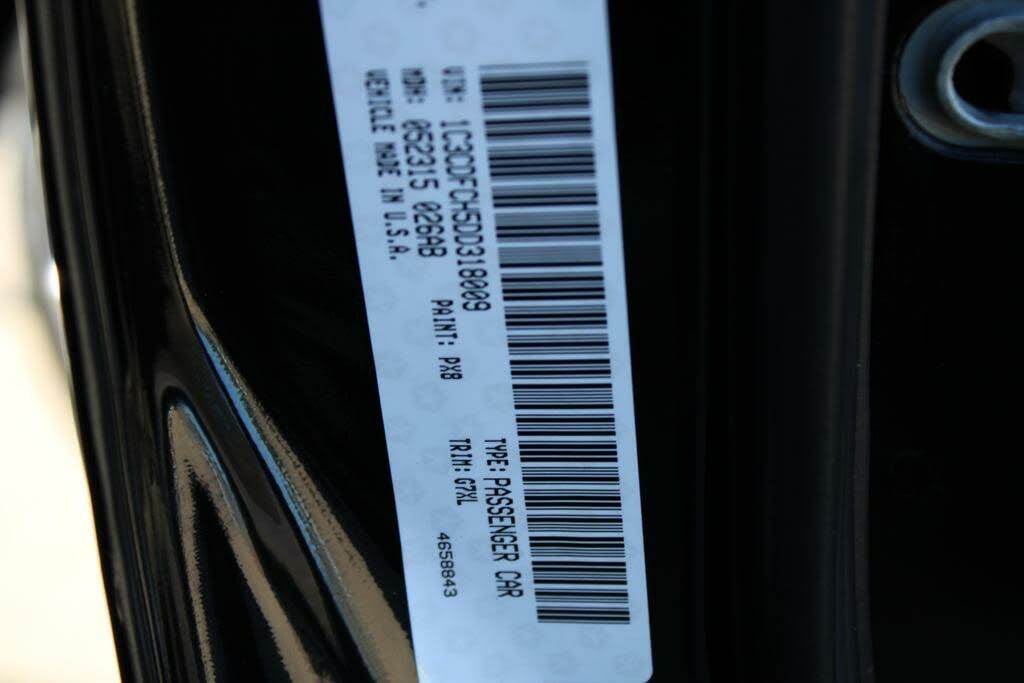 VIN: 1C3CDFCH5DD318009 TYPE: PASSENGER CAR
MDH: 052315 026AB PAINT: PX8 TRIM: G7XL
VEHICLE MADE IN U.S.A. 4658843